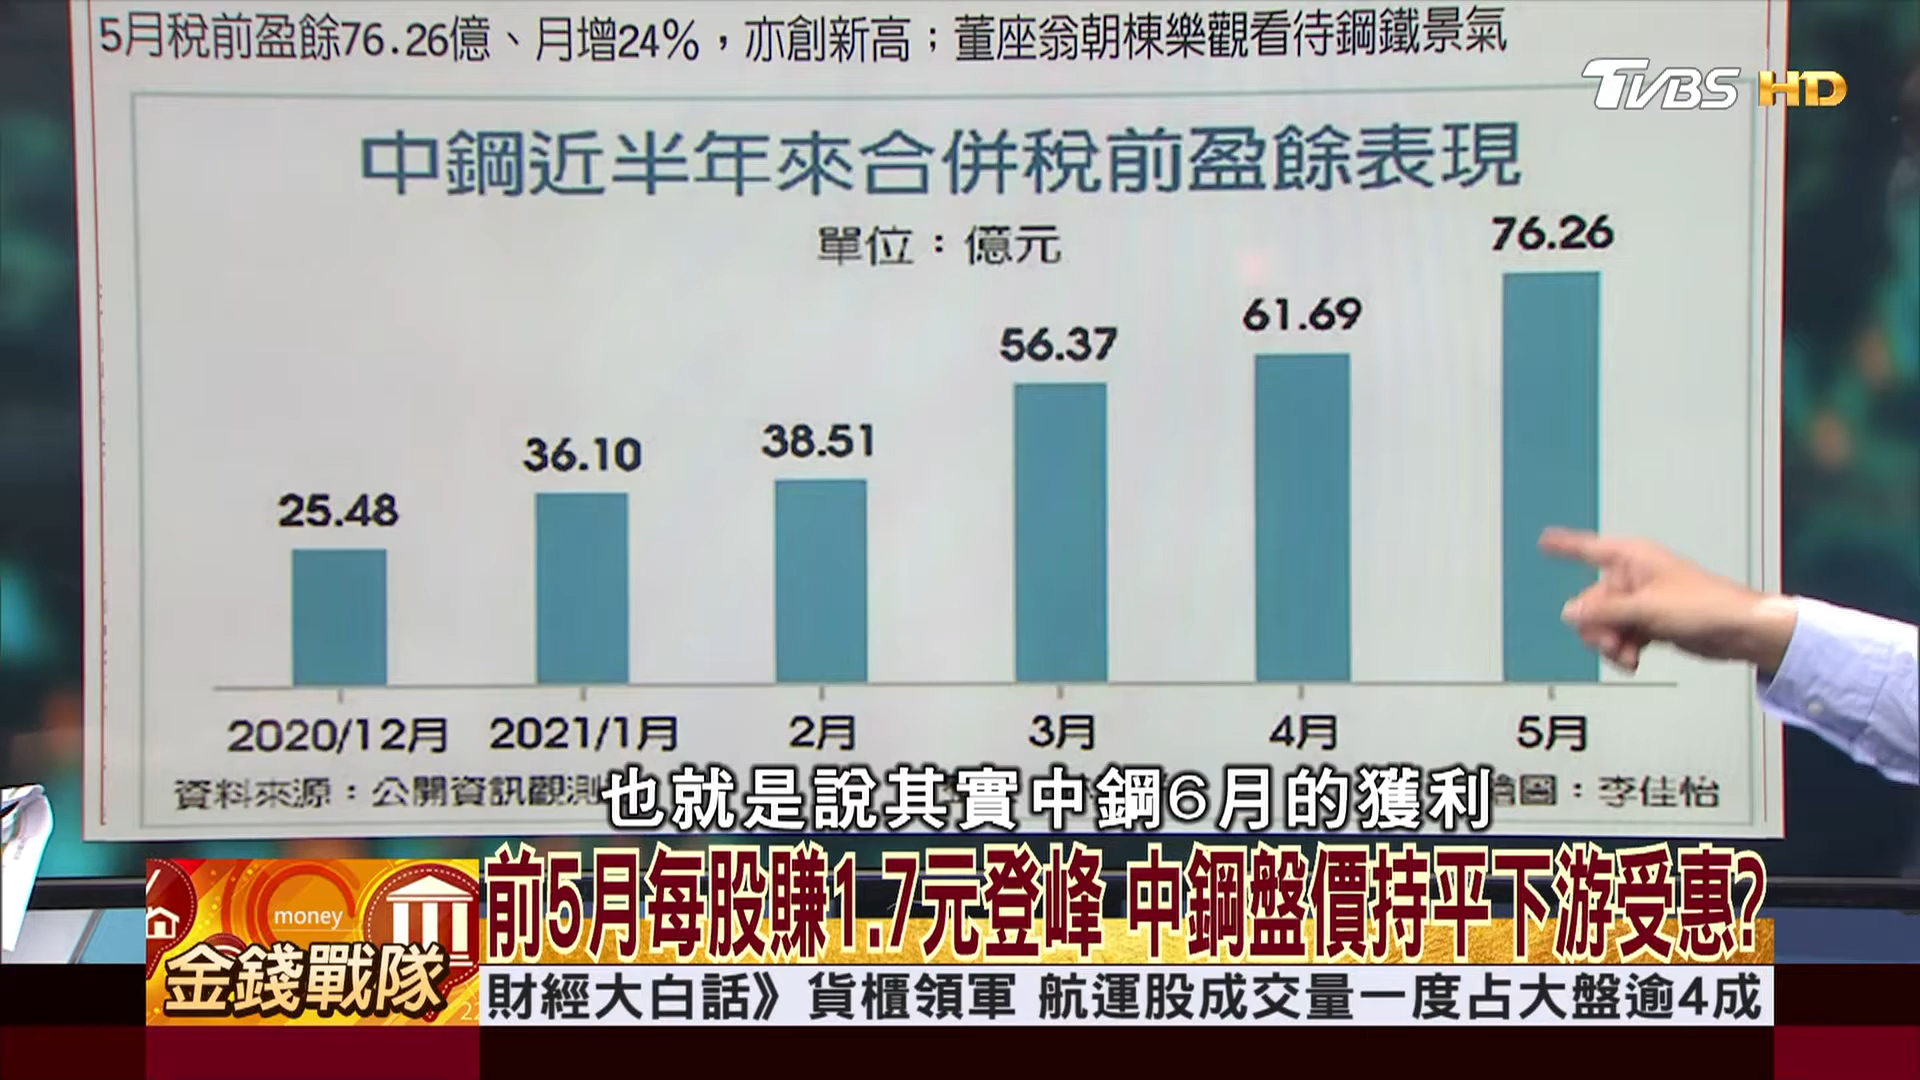 5月稅前盈餘76.26億、月增24%，亦創新高；董座翁朝棟樂觀看待鋼鐵景氣
TVBS HD
中鋼近半年來合併稅前盈餘表現
單位：億元
25.48
36.10
38.51
56.37
61.69
76.26
2020/12月
2021/1月
2月
3月
4月
5月
資料來源：公開資訊觀測
繪圖：李佳怡
也就是說其實中鋼6月的獲利
money
金錢戰隊
前5月每股賺1.7元登峰 中鋼盤價持平下游受惠?
財經大白話》貨櫃領軍 航運股成交量一度占大盤逾4成